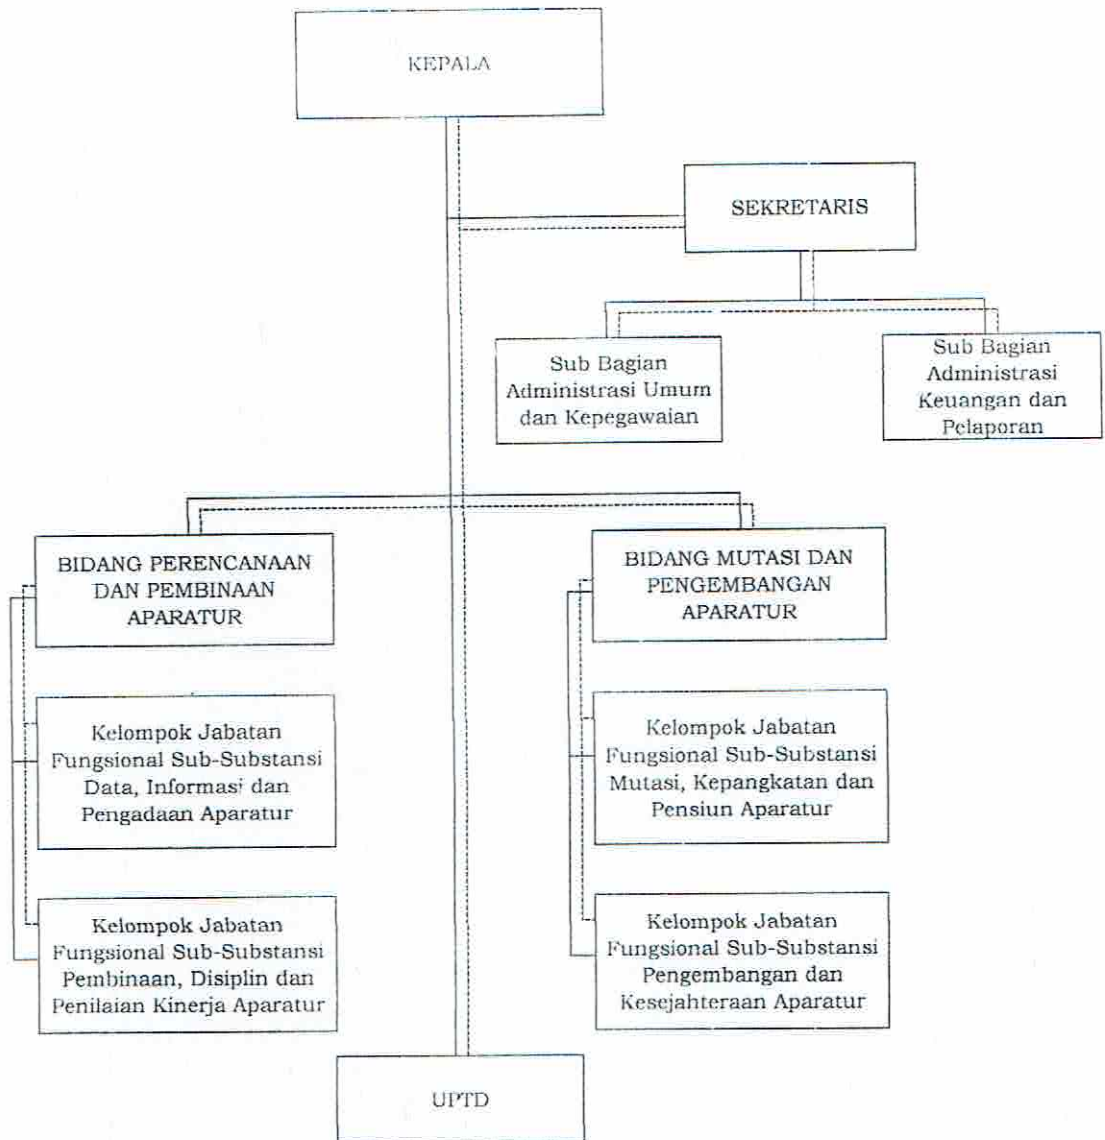 KEPALA
SEKRETARIS
Sub Bagian
Administrasi Umum
dan Kepegawaian
Sub Bagian
Administrasi
Keuangan dan
Pelaporan
BIDANG PERENCANAAN
DAN PEMBINAAN
APARATUR
BIDANG MUTASI DAN
PENGEMBANGAN
APARATUR
Kelompok Jabatan
Fungsional Sub-Substansi
Data, Informasi dan
Pengadaan Aparatur
Kelompok Jabatan
Fungsional Sub-Substansi
Mutasi, Kepangkatan dan
Pensiun Aparatur
Kelompok Jabatan
Fungsional Sub-Substansi
Pembinaan, Disiplin dan
Penilaian Kinerja Aparatur
Kelompok Jabatan
Fungsional Sub-Substansi
Pengembangan dan
Kesejahteraan Aparatur
UPTD